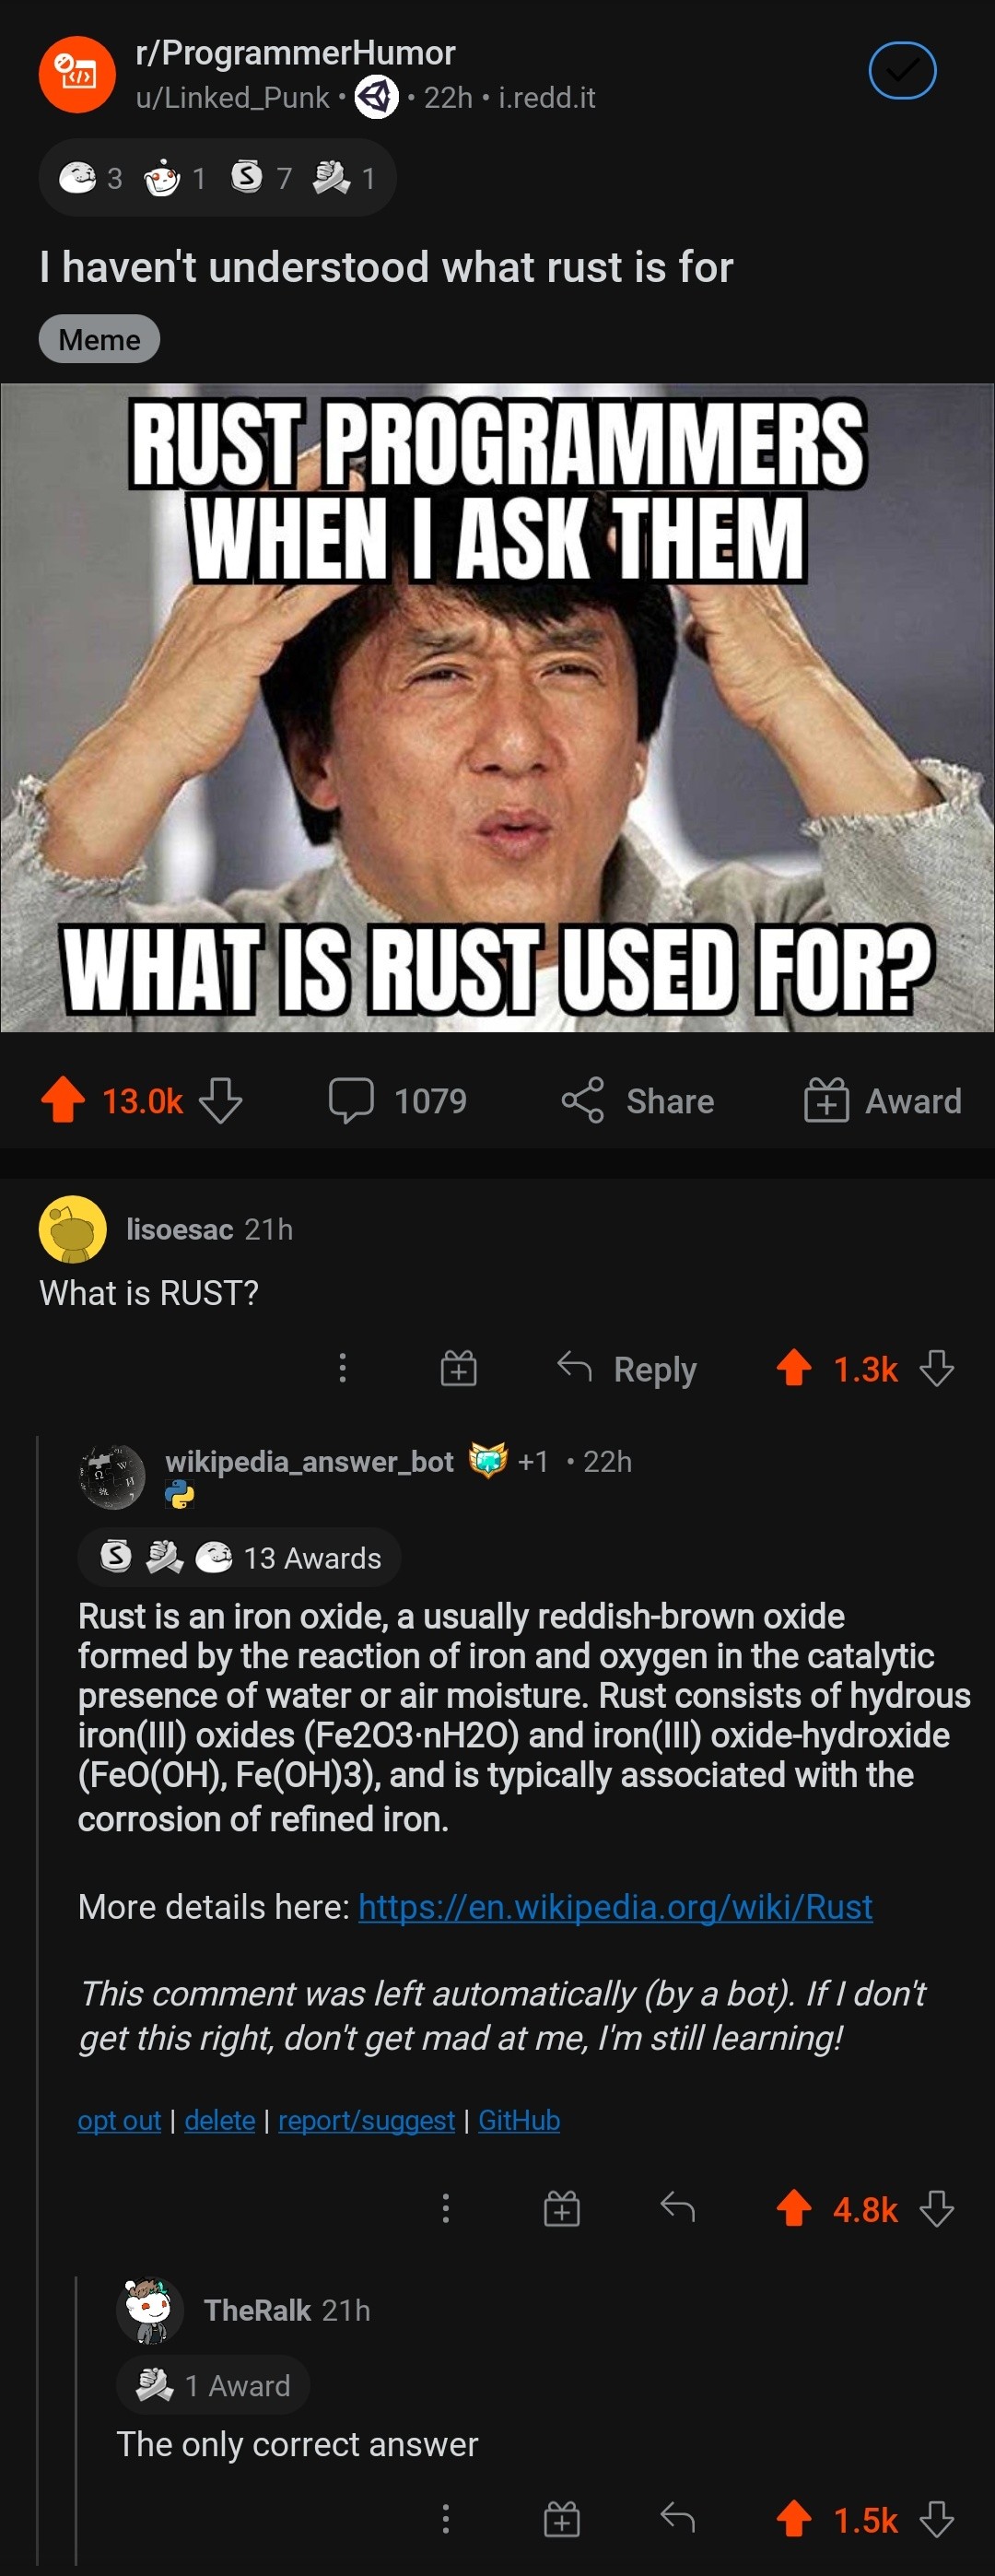 r/ProgrammerHumor
u/Linked_Punk • 22h • i.redd.it
3 1 S 7 1
I haven't understood what rust is for
Meme
RUST PROGRAMMERS
WHEN I ASK THEM
WHAT IS RUST USED FOR?
13.0k 1079 Share Award
lisoesac 21h
What is RUST?
Reply 1.3k
wikipedia_answer_bot +1 • 22h
S 13 Awards
Rust is an iron oxide, a usually reddish-brown oxide
formed by the reaction of iron and oxygen in the catalytic
presence of water or air moisture. Rust consists of hydrous
iron(III) oxides (Fe2O3·nH2O) and iron(III) oxide-hydroxide
(FeO(OH), Fe(OH)3), and is typically associated with the
corrosion of refined iron.
More details here: https://en.wikipedia.org/wiki/Rust
This comment was left automatically (by a bot). If I don't
get this right, don't get mad at me, I'm still learning!
opt out | delete | report/suggest | GitHub
4.8k
TheRalk 21h
1 Award
The only correct answer
1.5k